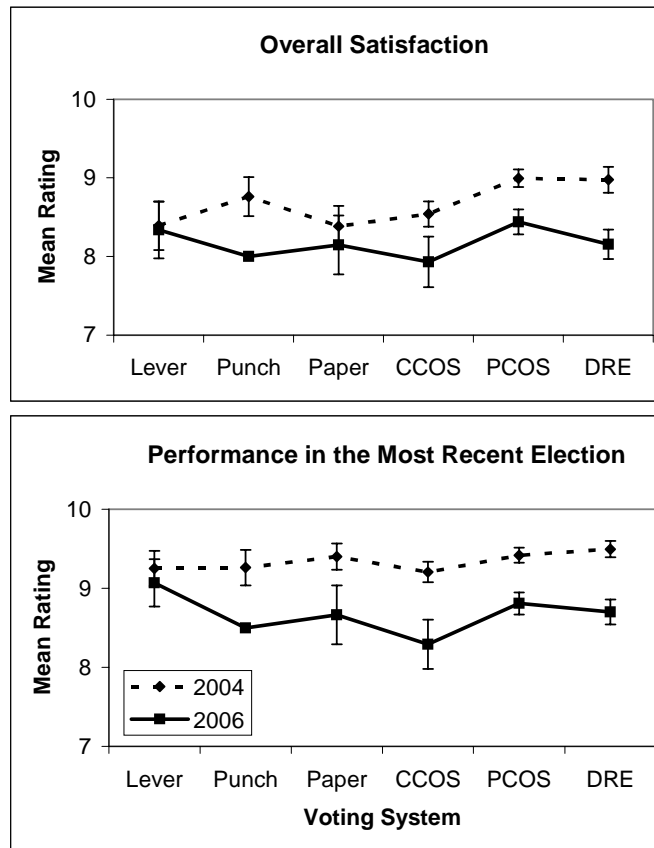 Overall Satisfaction
10
9
8
7
Mean Rating
Lever Punch Paper CCOS PCOS DRE
Performance in the Most Recent Election
10
9
8
7
Mean Rating
2004
2006
Lever Punch Paper CCOS PCOS DRE
Voting System